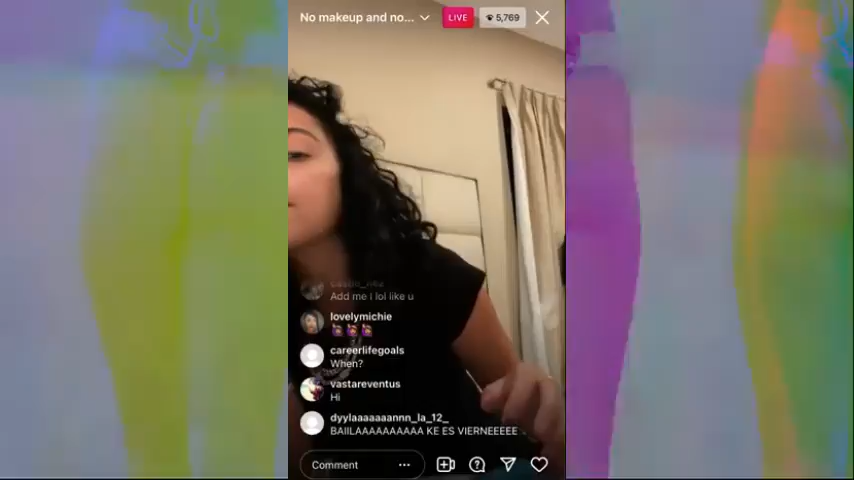 No makeup and no...
LIVE
5,769
Add me I lol like u
lovelymichie
careerlifegoals
When?
vastareventus
Hi
dyylaaaaaaannn_la_12_
BAIILAAAAAAAAAA KE ES VIERNEEEEE
Comment